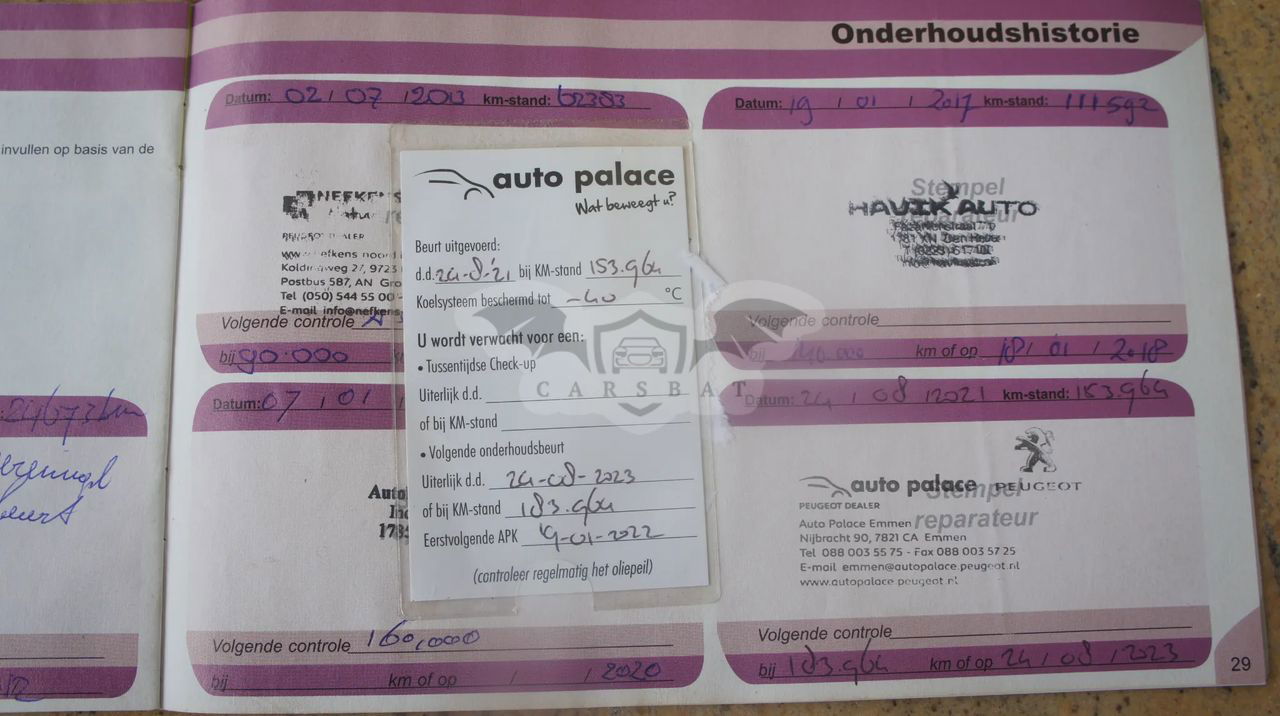 Onderhoudshistorie
invullen op basis van de
Datum: 02 / 07 / 2013 km-stand: 62383
NEFKENS
PEUGEOT DEALER
Postbus 587, AN Gro
Tel (050) 544 55 00
E-mail info@nefkens
Volgende controle
bij 90.000
Datum: 19 / 01 / 2017 km-stand: 111592
Stempel
reparateur
HAVIK AUTO
Volgende controle
bij km of op 18 / 01 / 2018
auto palace
Wat beweegt u?
Beurt uitgevoerd:
d.d. 24-8-'21 bij KM-stand 153.964
Koelsysteem beschermd tot -40 °C
U wordt verwacht voor een:
• Tussentijdse Check-up
Uiterlijk d.d.
of bij KM-stand
• Volgende onderhoudsbeurt
Uiterlijk d.d. 24-08-2023
of bij KM-stand 183.964
Eerstvolgende APK 19-01-2022
(controleer regelmatig het oliepeil)
CARSBAT
Datum: 07 / 01
Auto
Volgende controle 160,000
bij km of op / / 2020
Datum: 24 / 08 / 2021 km-stand: 153.964
auto palace PEUGEOT
Stempel
PEUGEOT DEALER
reparateur
Auto Palace Emmen
Nijbracht 90, 7821 CA Emmen
Tel 088 003 55 75 - Fax 088 003 57 25
E-mail emmen@autopalace.peugeot.nl
www.autopalace.peugeot.nl
Volgende controle
bij 183.964 km of op 24 / 08 / 2023
29